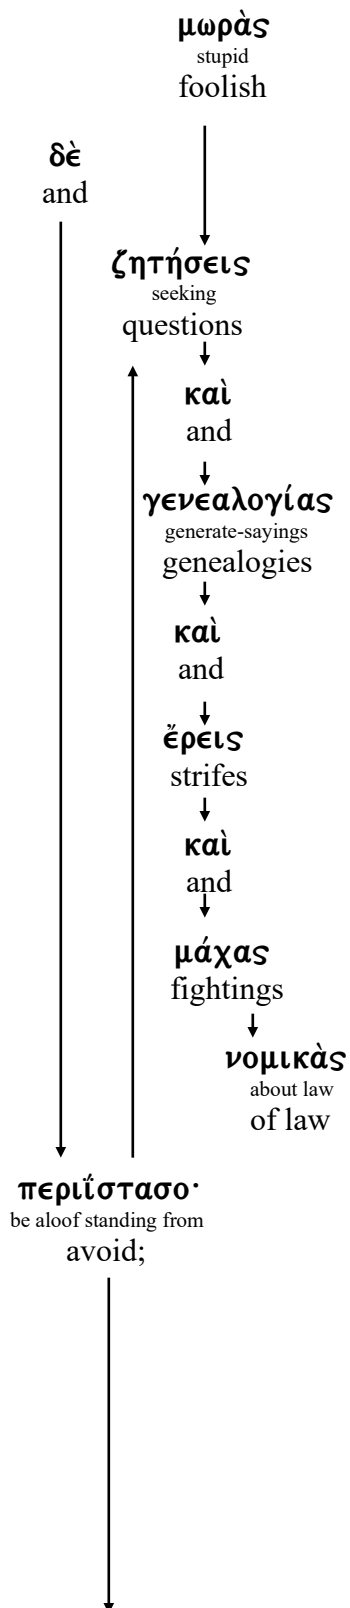 μωρὰς
stupid
foolish
δὲ
and
ζητήσεις
seeking
questions
καὶ
and
γενεαλογίας
generate-sayings
genealogies
καὶ
and
ἔρεις
strifes
καὶ
and
μάχας
fightings
νομικὰς
about law
of law
περιΐστασο·
be aloof standing from
avoid;